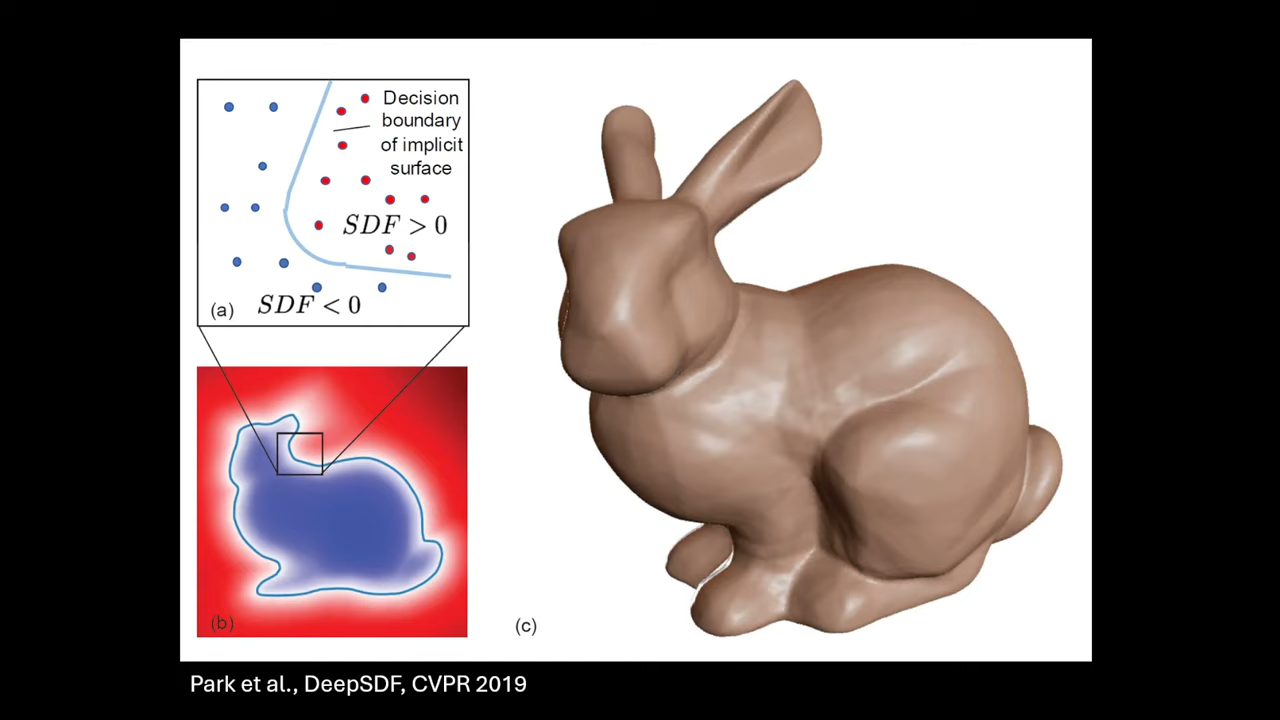 Decision
boundary
of implicit
surface
SDF > 0
(a)
SDF < 0
(b)
(c)
Park et al., DeepSDF, CVPR 2019